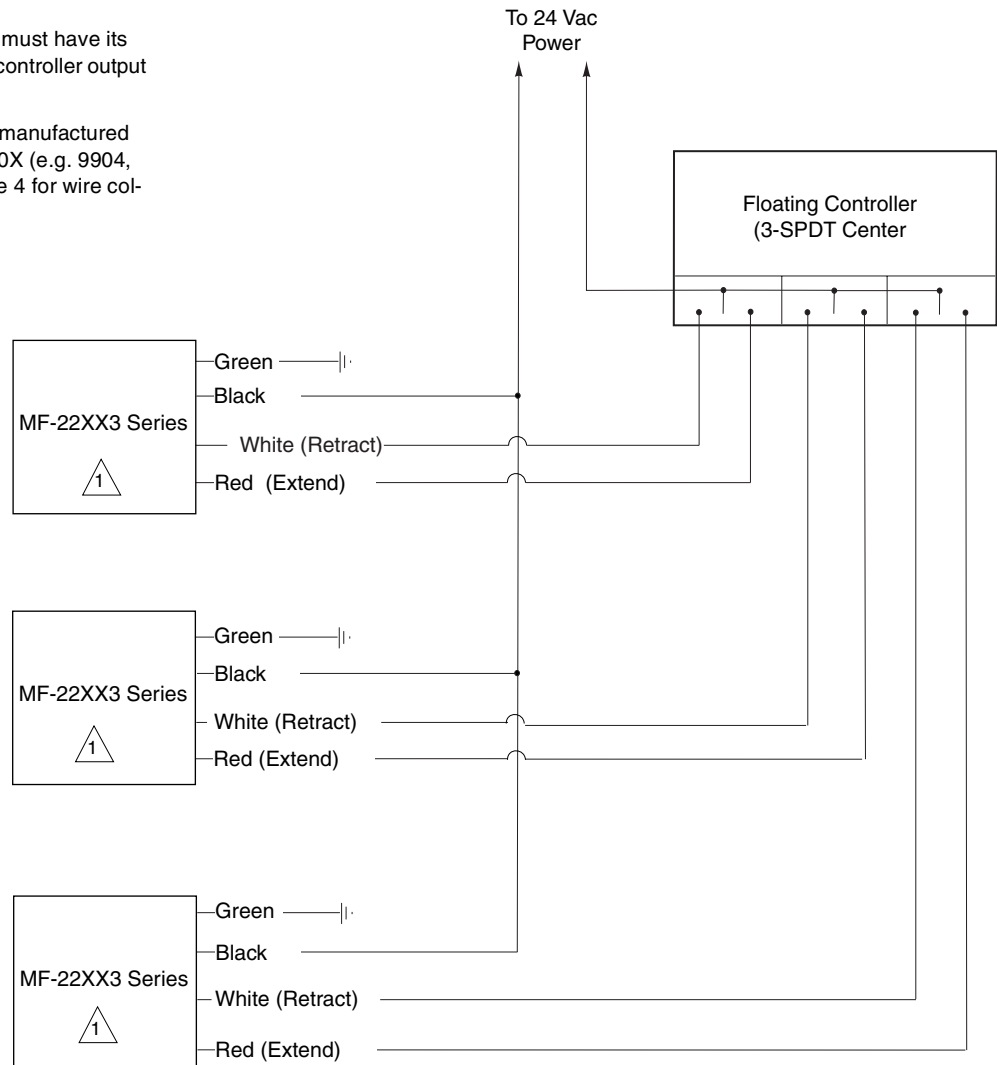 must have its
controller output
manufactured
0X (e.g. 9904,
e 4 for wire col-
To 24 Vac
Power
Floating Controller
(3-SPDT Center
MF-22XX3 Series
1
Green
Black
White (Retract)
Red (Extend)
MF-22XX3 Series
1
Green
Black
White (Retract)
Red (Extend)
MF-22XX3 Series
1
Green
Black
White (Retract)
Red (Extend)